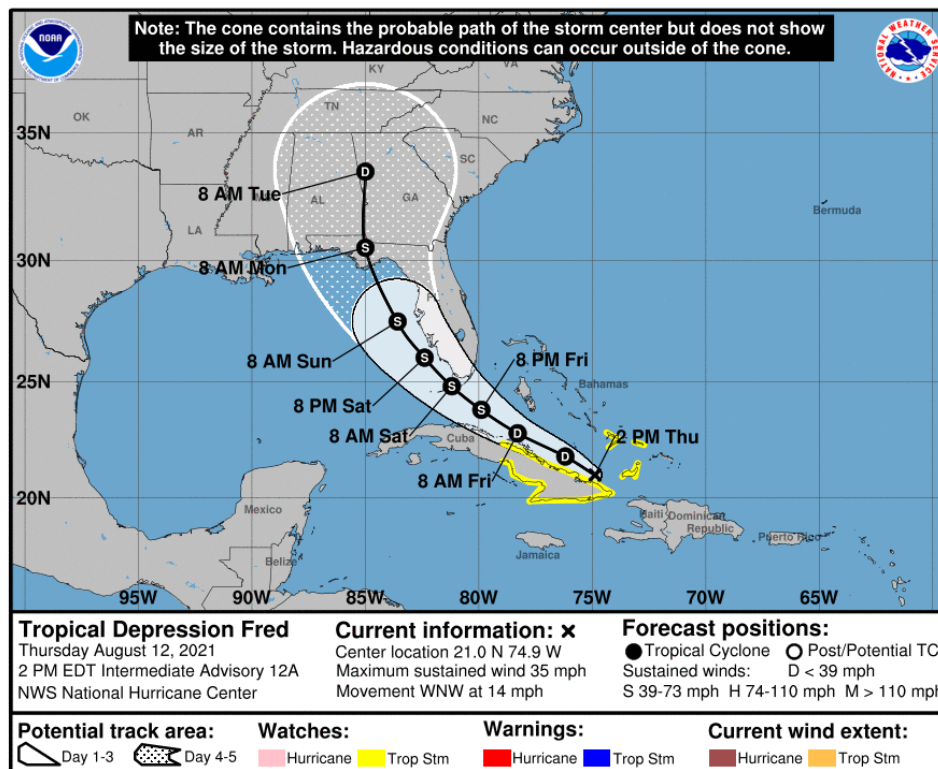 Note: The cone contains the probable path of the storm center but does not show
the size of the storm. Hazardous conditions can occur outside of the cone.
NOAA
NATIONAL WEATHER SERVICE
KY
VA
OK
TN
NC
35N
AR
SC
8 AM Tue
D
AL
GA
Bermuda
LA
S
30N
8 AM Mon
FL
S
8 AM Sun
8 PM Fri
25N
S
8 PM Sat
S
S
Bahamas
8 AM Sat
D
2 PM Thu
Cuba
D
8 AM Fri
20N
Mexico
Haiti
Dominican
Republic
Puerto Rico
Jamaica
Belize
95W
90W
85W
80W
75W
70W
65W
Tropical Depression Fred
Thursday August 12, 2021
2 PM EDT Intermediate Advisory 12A
NWS National Hurricane Center
Current information: x
Center location 21.0 N 74.9 W
Maximum sustained wind 35 mph
Movement WNW at 14 mph
Forecast positions:
Tropical Cyclone Post/Potential TC
Sustained winds: D < 39 mph
S 39-73 mph H 74-110 mph M > 110 mph
Potential track area:
Day 1-3 Day 4-5
Watches:
Hurricane Trop Stm
Warnings:
Hurricane Trop Stm
Current wind extent:
Hurricane Trop Stm